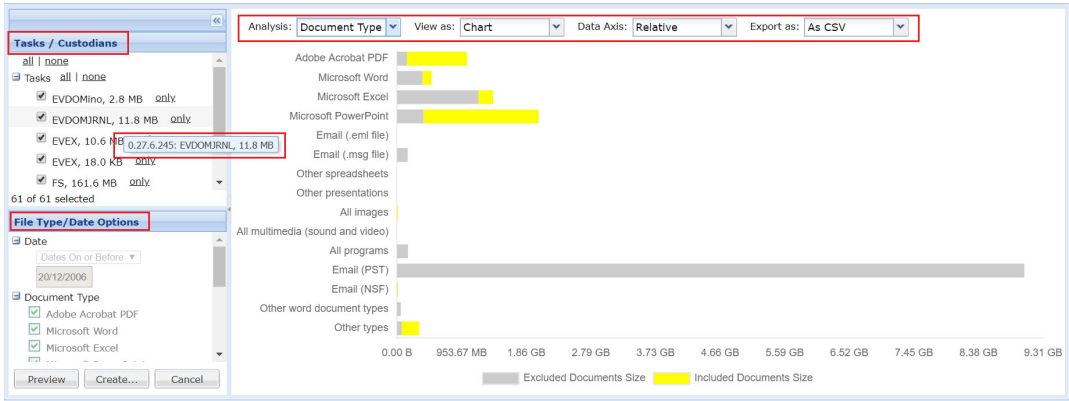 «
Analysis: Document Type View as: Chart Data Axis: Relative Export as: As CSV
Tasks / Custodians
all | none
Tasks all | none
EVDOMino, 2.8 MB only
EVDOMJRNL, 11.8 MB only
EVEX, 10.6 MB
0.27.6.245: EVDOMJRNL, 11.8 MB
EVEX, 18.0 KB only
FS, 161.6 MB only
61 of 61 selected
File Type/Date Options
Date
Dates On or Before ▼
20/12/2006
Document Type
Adobe Acrobat PDF
Microsoft Word
Microsoft Excel
Preview Create... Cancel
Adobe Acrobat PDF
Microsoft Word
Microsoft Excel
Microsoft PowerPoint
Email (.eml file)
Email (.msg file)
Other spreadsheets
Other presentations
All images
All multimedia (sound and video)
All programs
Email (PST)
Email (NSF)
Other word document types
Other types
0.00 B 953.67 MB 1.86 GB 2.79 GB 3.73 GB 4.66 GB 5.59 GB 6.52 GB 7.45 GB 8.38 GB 9.31 GB
Excluded Documents Size Included Documents Size